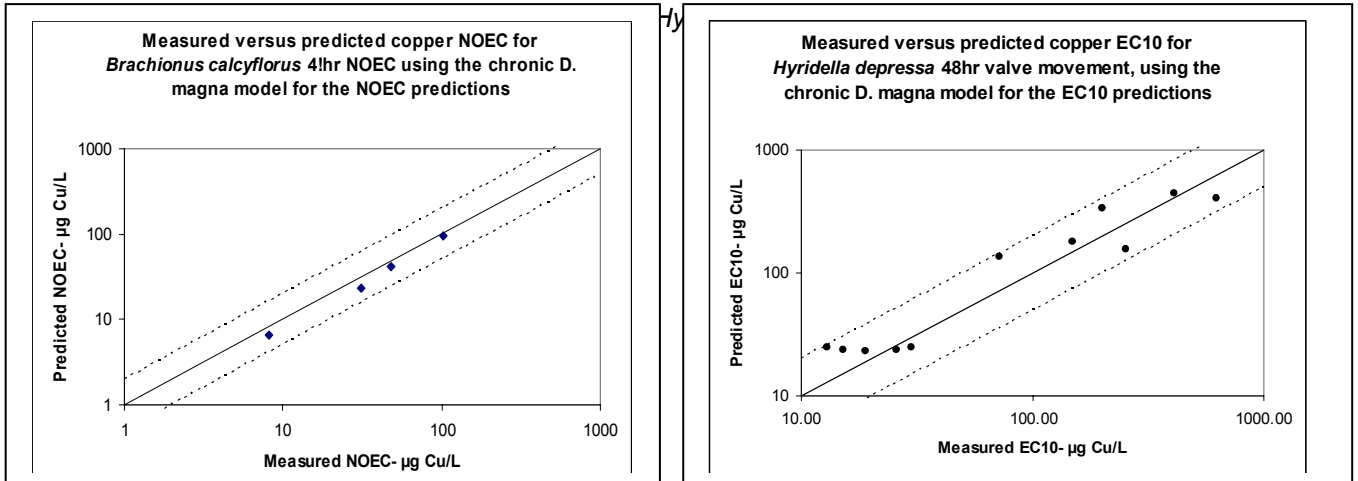 Hy
Measured versus predicted copper NOEC for
Brachionus calcyflorus 4!hr NOEC using the chronic D.
magna model for the NOEC predictions
Predicted NOEC- µg Cu/L
1000
100
10
1
1 10 100 1000
Measured NOEC- µg Cu/L
Measured versus predicted copper EC10 for
Hyridella depressa 48hr valve movement, using the
chronic D. magna model for the EC10 predictions
Predicted EC10- µg Cu/L
1000
100
10
10.00 100.00 1000.00
Measured EC10- µg Cu/L